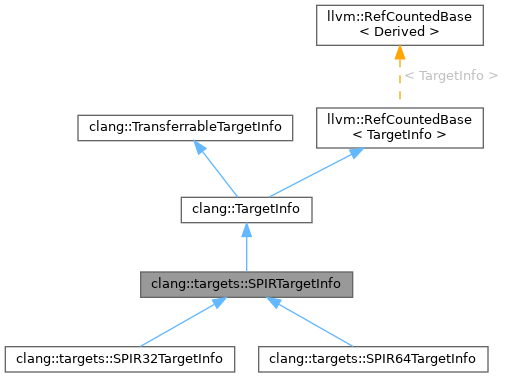 llvm::RefCountedBase
< Derived >
< TargetInfo >
clang::TransferrableTargetInfo
llvm::RefCountedBase
< TargetInfo >
clang::TargetInfo
clang::targets::SPIRTargetInfo
clang::targets::SPIR32TargetInfo
clang::targets::SPIR64TargetInfo